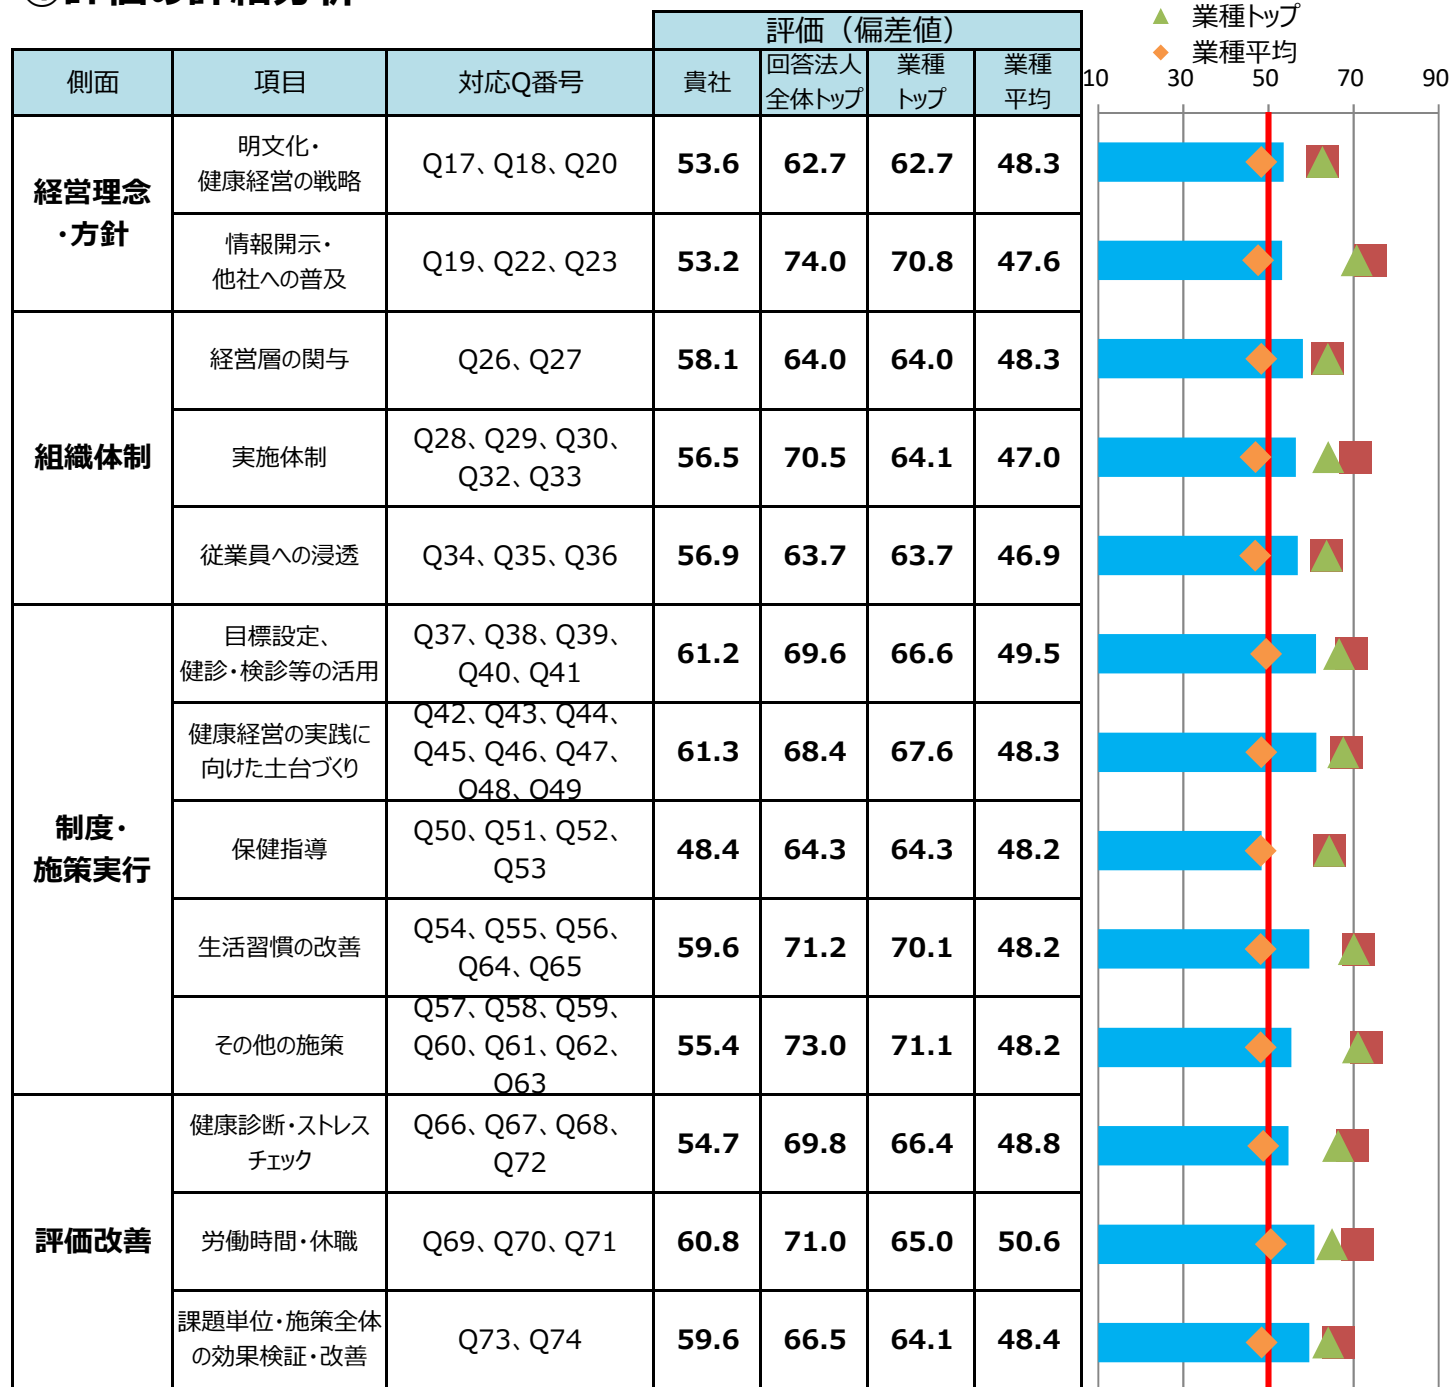 ▲ 業種トップ
◆ 業種平均
評価（偏差値）
側面 項目 対応Q番号 貴社 回答法人全体トップ 業種トップ 業種平均
10 30 50 70 90
経営理念
・方針
明文化・
健康経営の戦略
Q17、Q18、Q20
53.6 62.7 62.7 48.3
情報開示・
他社への普及
Q19、Q22、Q23
53.2 74.0 70.8 47.6
組織体制
経営層の関与
Q26、Q27
58.1 64.0 64.0 48.3
実施体制
Q28、Q29、Q30、
Q32、Q33
56.5 70.5 64.1 47.0
従業員への浸透
Q34、Q35、Q36
56.9 63.7 63.7 46.9
制度・
施策実行
目標設定、
健診・検診等の活用
Q37、Q38、Q39、
Q40、Q41
61.2 69.6 66.6 49.5
健康経営の実践に
向けた土台づくり
Q42、Q43、Q44、
Q45、Q46、Q47、
Q48、Q49
61.3 68.4 67.6 48.3
保健指導
Q50、Q51、Q52、
Q53
48.4 64.3 64.3 48.2
生活習慣の改善
Q54、Q55、Q56、
Q64、Q65
59.6 71.2 70.1 48.2
その他の施策
Q57、Q58、Q59、
Q60、Q61、Q62、
Q63
55.4 73.0 71.1 48.2
評価改善
健康診断・ストレス
チェック
Q66、Q67、Q68、
Q72
54.7 69.8 66.4 48.8
労働時間・休職
Q69、Q70、Q71
60.8 71.0 65.0 50.6
課題単位・施策全体
の効果検証・改善
Q73、Q74
59.6 66.5 64.1 48.4